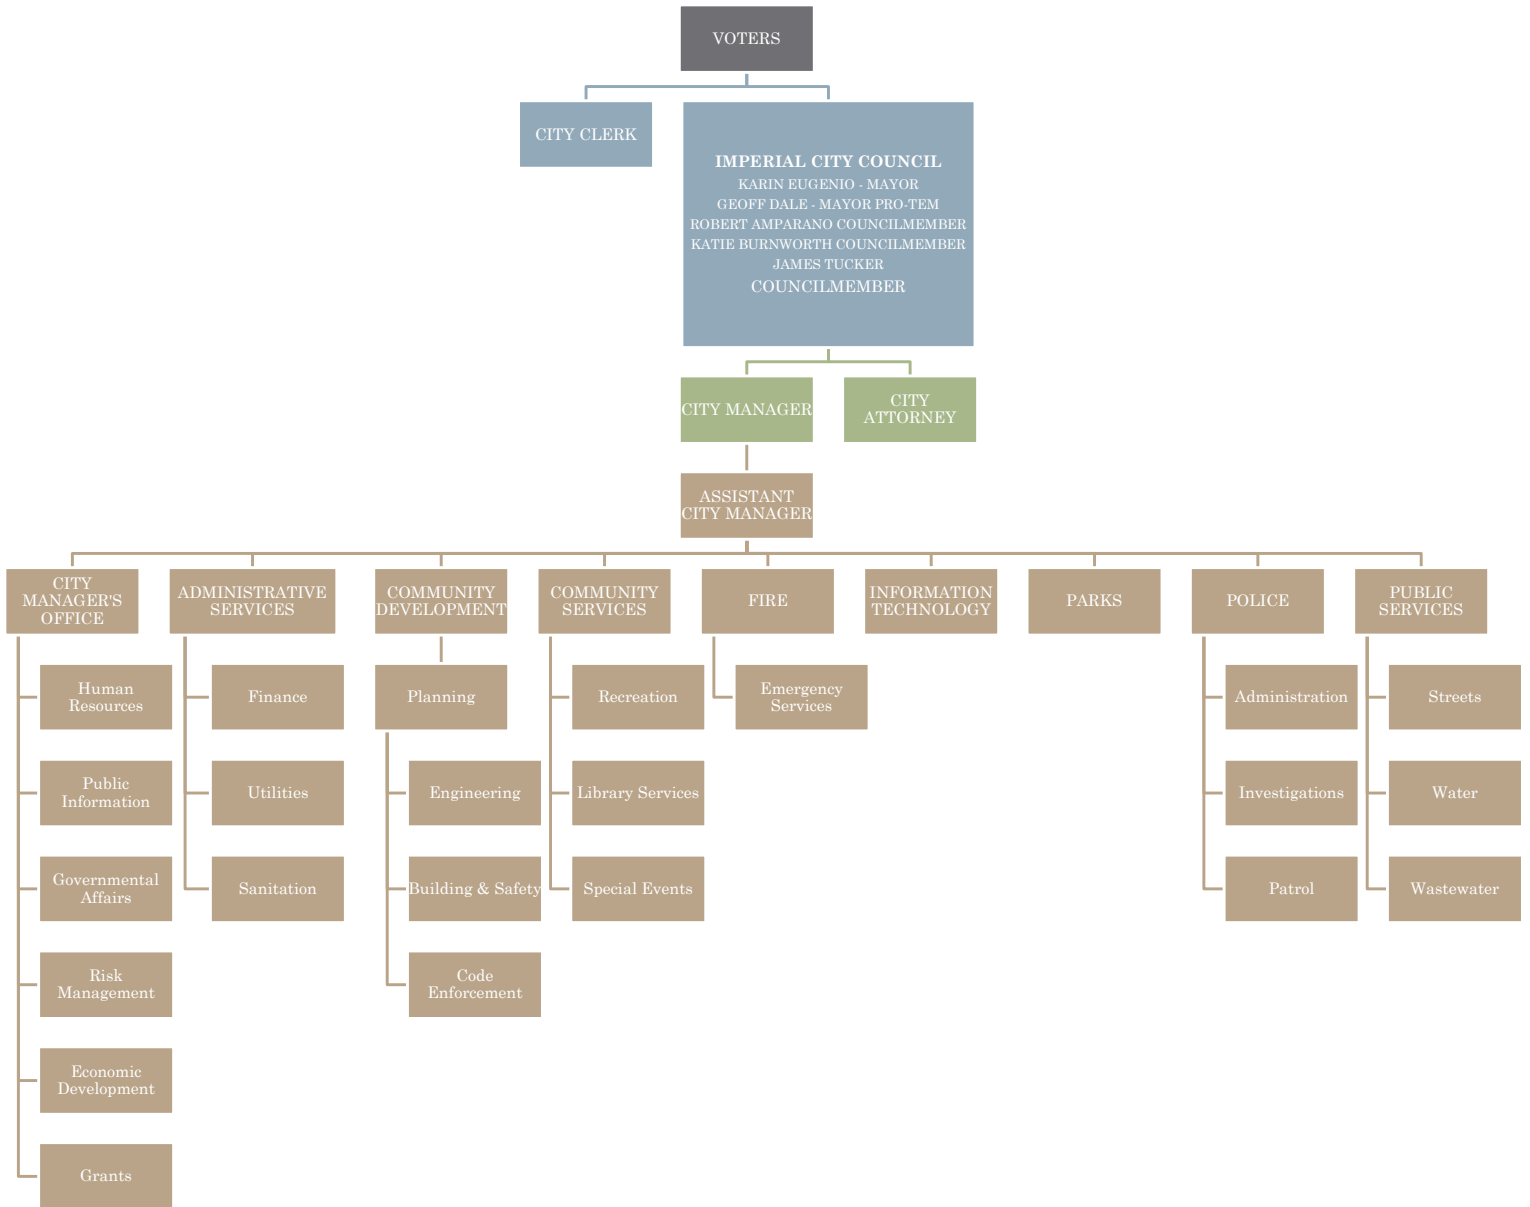 VOTERS
CITY CLERK
IMPERIAL CITY COUNCIL
KARIN EUGENIO - MAYOR
GEOFF DALE - MAYOR PRO-TEM
ROBERT AMPARANO COUNCILMEMBER
KATIE BURNWORTH COUNCILMEMBER
JAMES TUCKER
COUNCILMEMBER
CITY MANAGER
CITY
ATTORNEY
ASSISTANT
CITY MANAGER
CITY
MANAGER'S
OFFICE
ADMINISTRATIVE
SERVICES
COMMUNITY
DEVELOPMENT
COMMUNITY
SERVICES
FIRE
INFORMATION
TECHNOLOGY
PARKS
POLICE
PUBLIC
SERVICES
Human
Resources
Public
Information
Governmental
Affairs
Risk
Management
Economic
Development
Grants
Finance
Utilities
Sanitation
Planning
Engineering
Building & Safety
Code
Enforcement
Recreation
Library Services
Special Events
Emergency
Services
Administration
Investigations
Patrol
Streets
Water
Wastewater